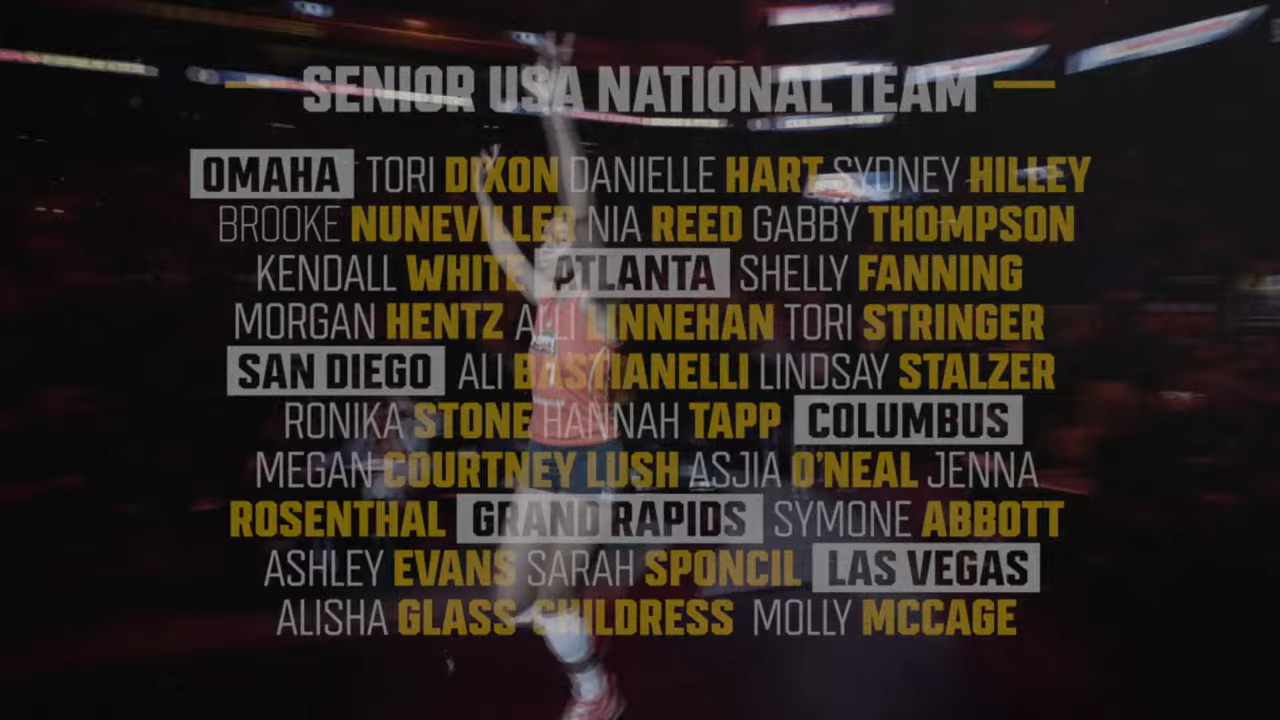 SENIOR USA NATIONAL TEAM
OMAHA TORI DIXON DANIELLE HART SYDNEY HILLEY
BROOKE NUNEVILLER NIA REED GABBY THOMPSON
KENDALL WHITE ATLANTA SHELLY FANNING
MORGAN HENTZ ALLI LINNEHAN TORI STRINGER
SAN DIEGO ALI BASTIANELLI LINDSAY STALZER
RONIKA STONE HANNAH TAPP COLUMBUS
MEGAN COURTNEY LUSH ASJIA O'NEAL JENNA
ROSENTHAL GRAND RAPIDS SYMONE ABBOTT
ASHLEY EVANS SARAH SPONCIL LAS VEGAS
ALISHA GLASS CHILDRESS MOLLY MCCAGE